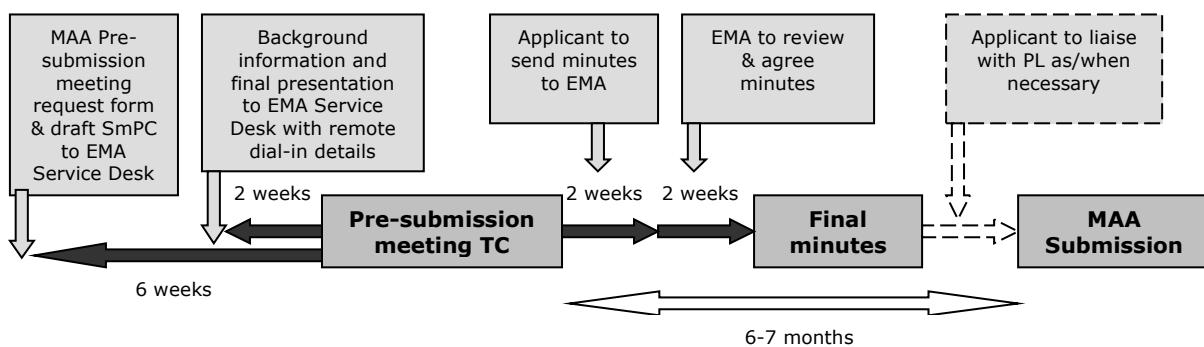 MAA Pre-
submission
meeting
request form
& draft SmPC
to EMA
Service Desk
Background
information and
final presentation
to EMA Service
Desk with remote
dial-in details
Applicant to
send minutes
to EMA
EMA to review
& agree
minutes
Applicant to liaise
with PL as/when
necessary
2 weeks
2 weeks
2 weeks
Pre-submission
meeting TC
Final
minutes
MAA
Submission
6 weeks
6-7 months